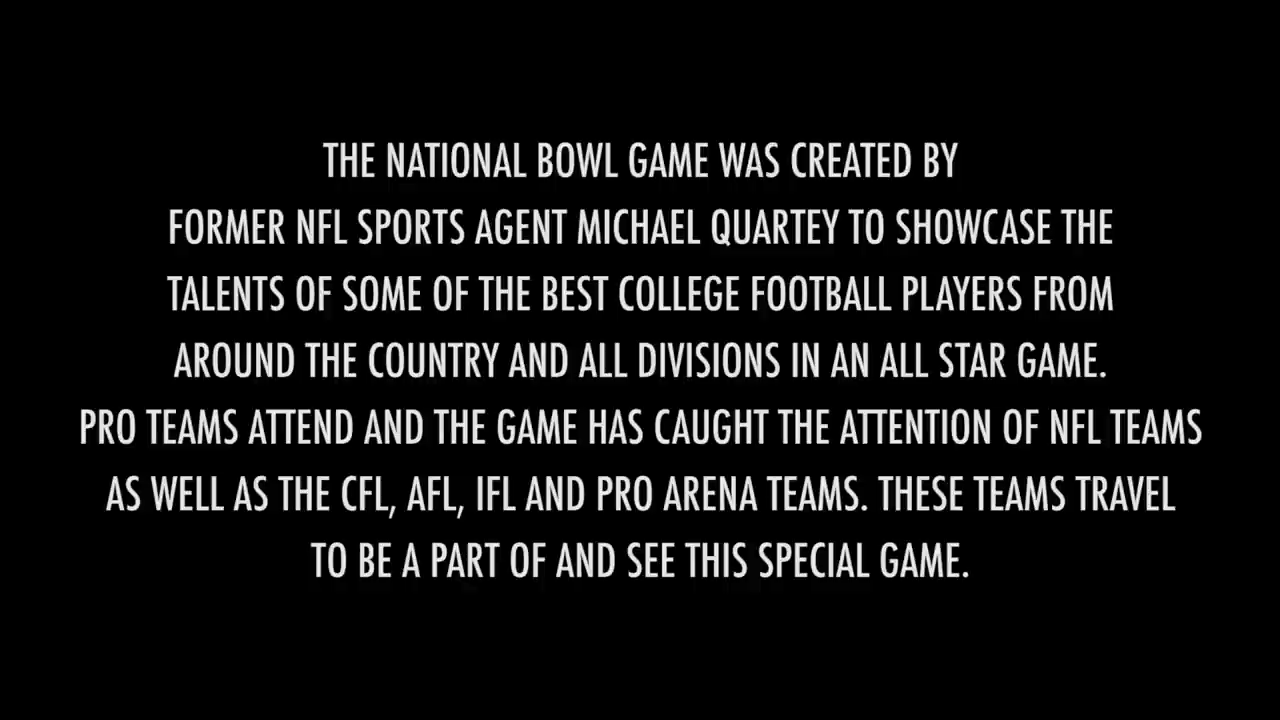 THE NATIONAL BOWL GAME WAS CREATED BY
FORMER NFL SPORTS AGENT MICHAEL QUARTEY TO SHOWCASE THE
TALENTS OF SOME OF THE BEST COLLEGE FOOTBALL PLAYERS FROM
AROUND THE COUNTRY AND ALL DIVISIONS IN AN ALL STAR GAME.
PRO TEAMS ATTEND AND THE GAME HAS CAUGHT THE ATTENTION OF NFL TEAMS
AS WELL AS THE CFL, AFL, IFL AND PRO ARENA TEAMS. THESE TEAMS TRAVEL
TO BE A PART OF AND SEE THIS SPECIAL GAME.